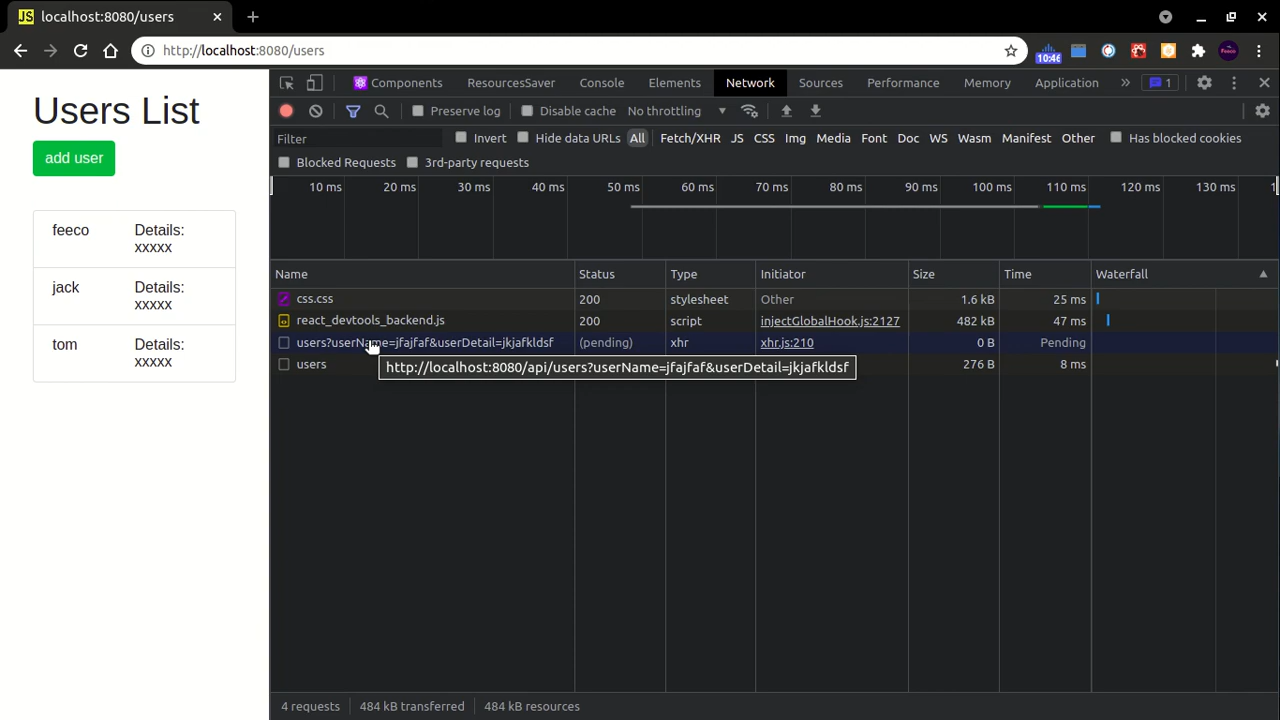 localhost:8080/users
http://localhost:8080/users
10:46
Feeco
Users List
add user
feeco
Details:
xxxxx
jack
Details:
xxxxx
tom
Details:
xxxxx
Components
ResourcesSaver
Console
Elements
Network
Sources
Performance
Memory
Application
1
Preserve log
Disable cache
No throttling
Filter
Invert
Hide data URLs
All
Fetch/XHR
JS
CSS
Img
Media
Font
Doc
WS
Wasm
Manifest
Other
Has blocked cookies
Blocked Requests
3rd-party requests
10 ms
20 ms
30 ms
40 ms
50 ms
60 ms
70 ms
80 ms
90 ms
100 ms
110 ms
120 ms
130 ms
Name Status Type Initiator Size Time Waterfall
css.css 200 stylesheet Other 1.6 kB 25 ms
react_devtools_backend.js 200 script injectGlobalHook.js:2127 482 kB 47 ms
users?userName=jfajfaf&userDetail=jkjafkldsf (pending) xhr xhr.js:210 0 B Pending
http://localhost:8080/api/users?userName=jfajfaf&userDetail=jkjafkldsf
users 276 B 8 ms
4 requests
484 kB transferred
484 kB resources